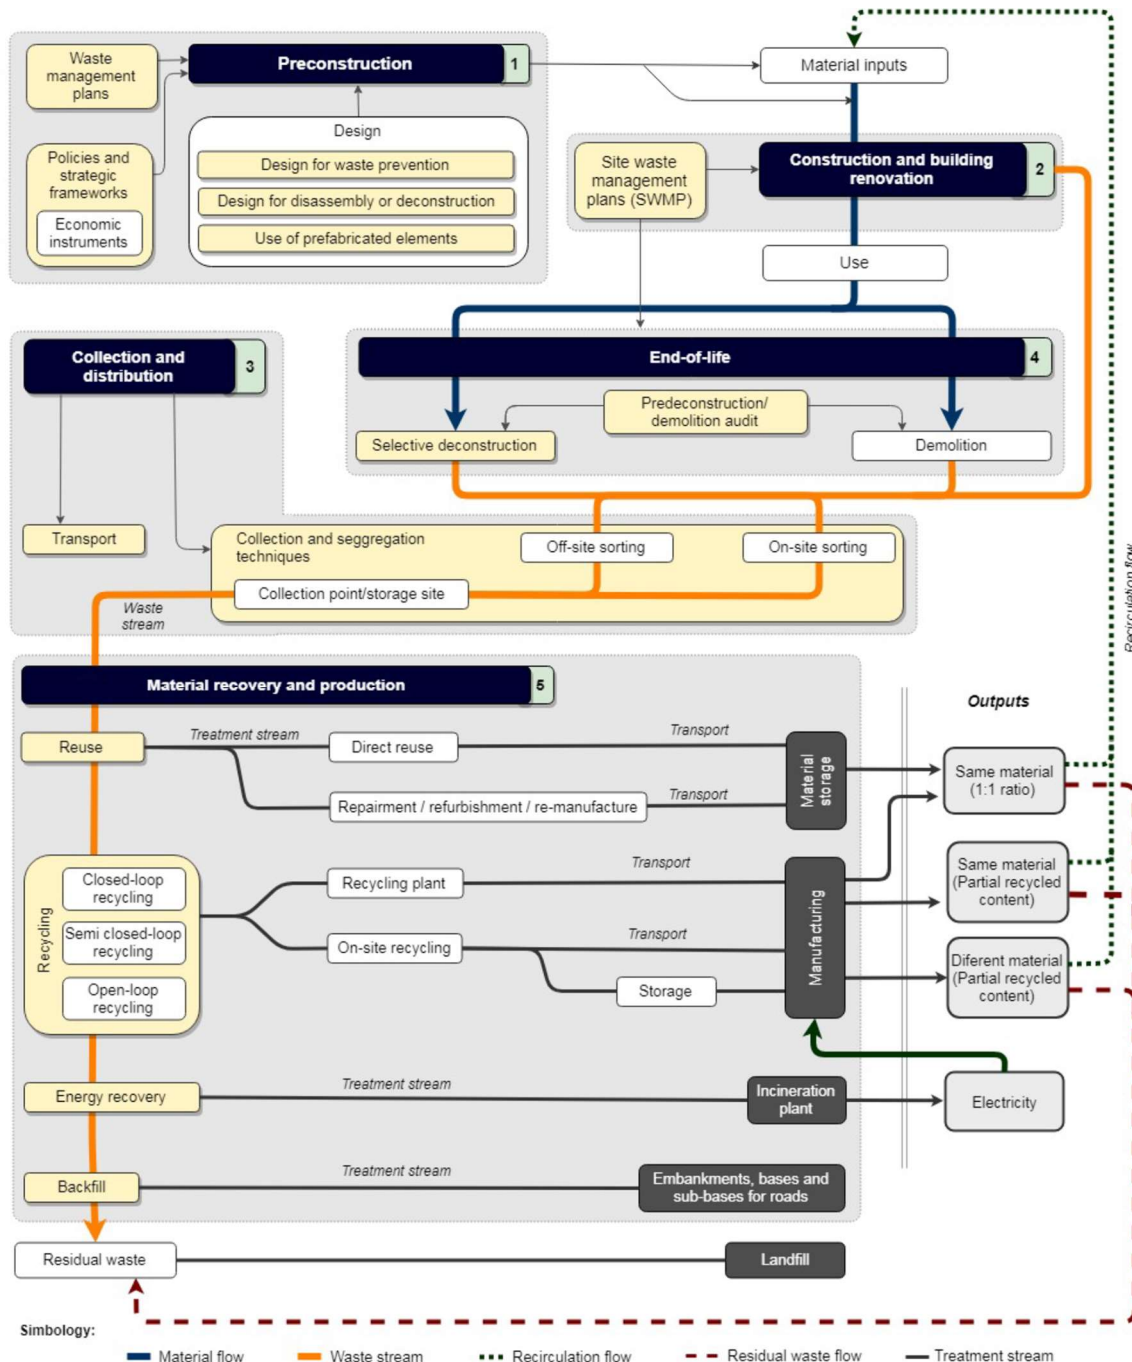 Waste
management
plans
Preconstruction
1
Material inputs
Policies and
strategic
frameworks
Economic
instruments
Design
Design for waste prevention
Design for disassembly or deconstruction
Use of prefabricated elements
Site waste
management
plans (SWMP)
Construction and building
renovation
2
Use
Collection and
distribution
3
End-of-life
4
Predeconstruction/
demolition audit
Selective deconstruction
Demolition
Transport
Collection and seggregation
techniques
Off-site sorting
On-site sorting
Collection point/storage site
Waste
stream
Recirculation flow
Material recovery and production
5
Outputs
Reuse
Treatment stream
Direct reuse
Transport
Repairment / refurbishment / re-manufacture
Transport
Material
storage
Same material
(1:1 ratio)
Recycling
Closed-loop
recycling
Semi closed-loop
recycling
Open-loop
recycling
Recycling plant
Transport
On-site recycling
Transport
Storage
Manufacturing
Same material
(Partial recycled
content)
Diferent material
(Partial recycled
content)
Energy recovery
Treatment stream
Incineration
plant
Electricity
Backfill
Treatment stream
Embankments, bases and
sub-bases for roads
Residual waste
Landfill
Simbology:
Material flow
Waste stream
Recirculation flow
Residual waste flow
Treatment stream